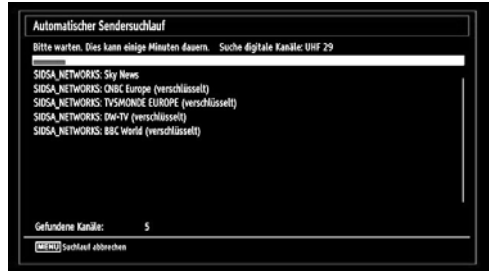 Automatischer Sendersuchlauf
Bitte warten. Dies kann einige Minuten dauern. Suche digitale Kanäle: UHF 29
SIDSA_NETWORKS: Sky News
SIDSA_NETWORKS: CNBC Europe (verschlüsselt)
SIDSA_NETWORKS: TV5MONDE EUROPE (verschlüsselt)
SIDSA_NETWORKS: DW-TV (verschlüsselt)
SIDSA_NETWORKS: BBC World (verschlüsselt)
Gefundene Kanäle: 5
MENU Suchlauf abbrechen